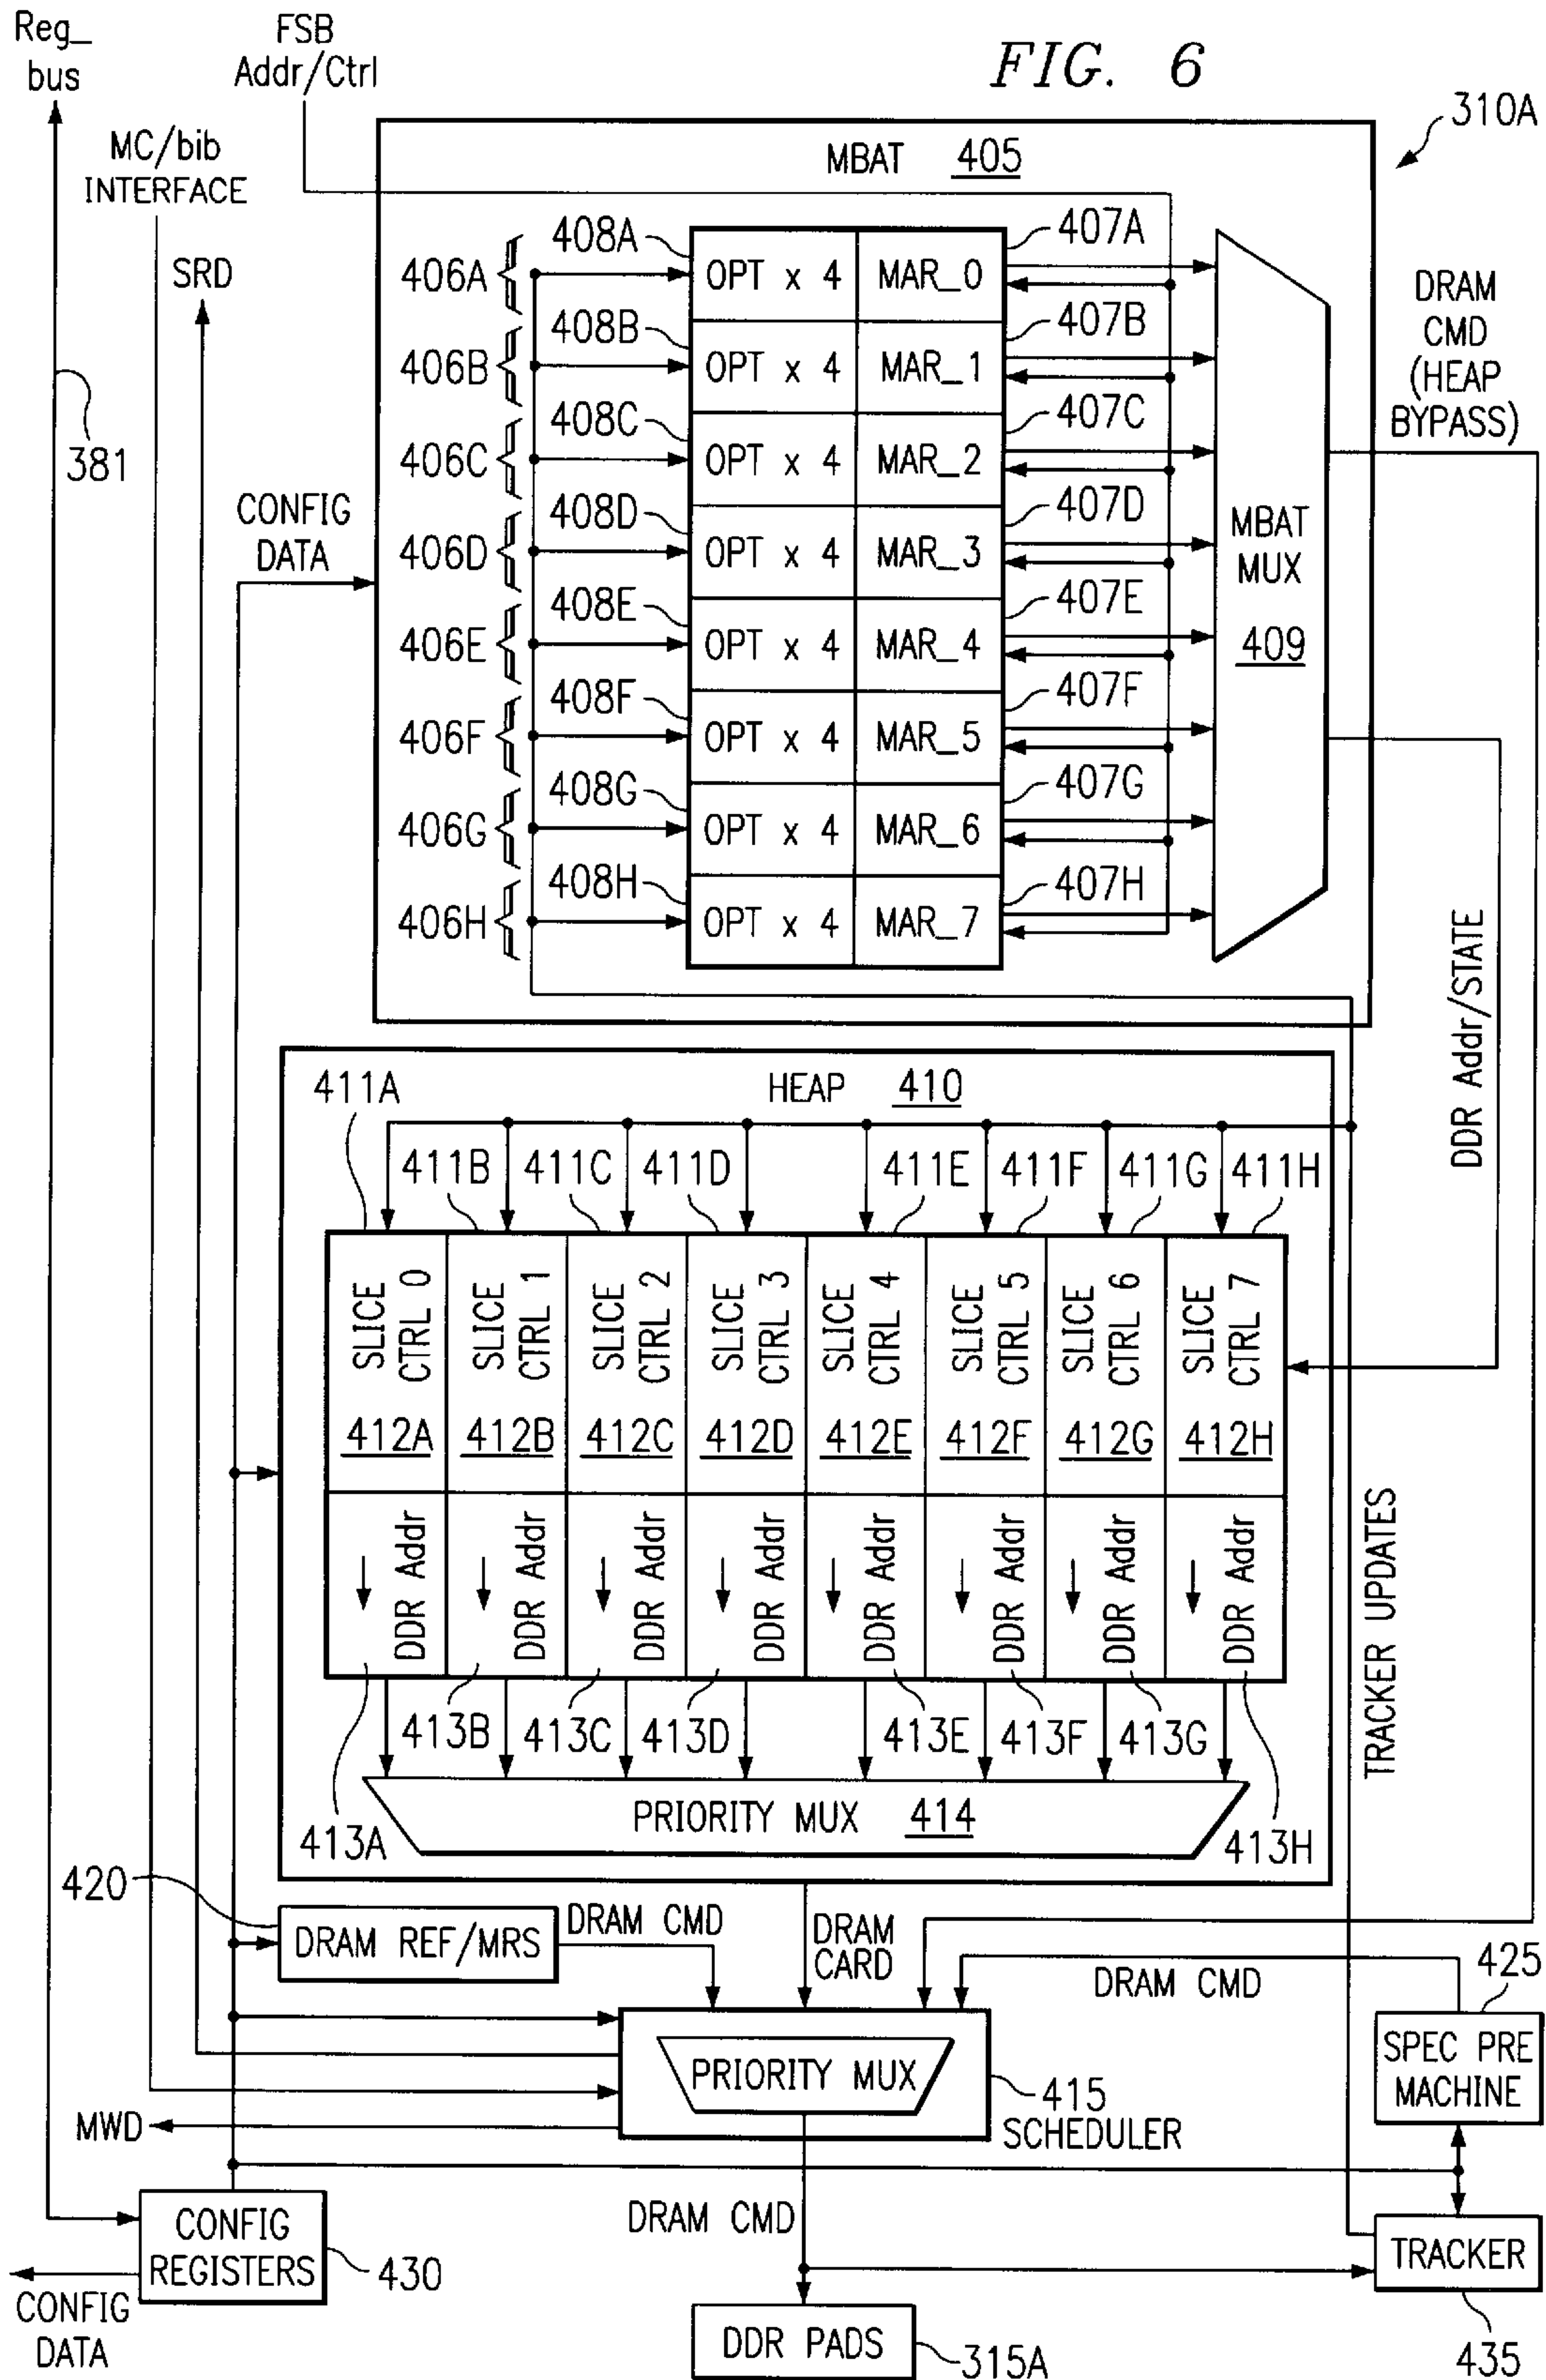 FIG. 6
Reg_
bus
FSB
Addr/Ctrl
MC/bib
INTERFACE
SRD
381
CONFIG
DATA
310A
MBAT 405
406A
408A
OPT x 4
MAR_0
407A
406B
408B
OPT x 4
MAR_1
407B
406C
408C
OPT x 4
MAR_2
407C
406D
408D
OPT x 4
MAR_3
407D
406E
408E
OPT x 4
MAR_4
407E
406F
408F
OPT x 4
MAR_5
407F
406G
408G
OPT x 4
MAR_6
407G
406H
408H
OPT x 4
MAR_7
407H
MBAT
MUX
409
DRAM
CMD
(HEAP
BYPASS)
DDR Addr/STATE
HEAP 410
411A
411B
411C
411D
411E
411F
411G
411H
SLICE
CTRL 0
412A
SLICE
CTRL 1
412B
SLICE
CTRL 2
412C
SLICE
CTRL 3
412D
SLICE
CTRL 4
412E
SLICE
CTRL 5
412F
SLICE
CTRL 6
412G
SLICE
CTRL 7
412H
DDR Addr
DDR Addr
DDR Addr
DDR Addr
DDR Addr
DDR Addr
DDR Addr
DDR Addr
413A
413B
413C
413D
413E
413F
413G
413H
PRIORITY MUX 414
TRACKER UPDATES
420
DRAM REF/MRS
DRAM CMD
DRAM
CARD
DRAM CMD
425
SPEC PRE
MACHINE
PRIORITY MUX
415
SCHEDULER
MWD
CONFIG
REGISTERS
430
CONFIG
DATA
DRAM CMD
TRACKER
435
DDR PADS
315A